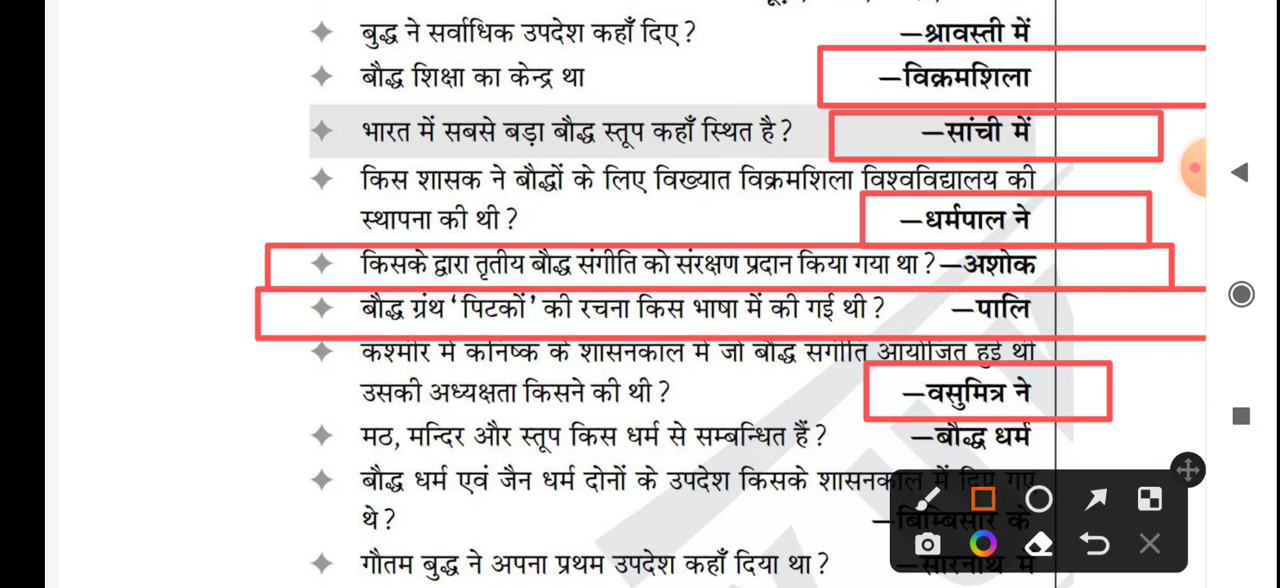 बुद्ध ने सर्वाधिक उपदेश कहाँ दिए ? —श्रावस्ती में
बौद्ध शिक्षा का केन्द्र था —विक्रमशिला
भारत में सबसे बड़ा बौद्ध स्तूप कहाँ स्थित है ? —सांची में
किस शासक ने बौद्धों के लिए विख्यात विक्रमशिला विश्वविद्यालय की
स्थापना की थी ? —धर्मपाल ने
किसके द्वारा तृतीय बौद्ध संगीति को संरक्षण प्रदान किया गया था ? —अशोक
बौद्ध ग्रंथ ‘पिटकों’ की रचना किस भाषा में की गई थी ? —पालि
कश्मीर में कनिष्क के शासनकाल में जो बौद्ध संगीति आयोजित हुई थी
उसकी अध्यक्षता किसने की थी ? —वसुमित्र ने
मठ, मन्दिर और स्तूप किस धर्म से सम्बन्धित हैं ? —बौद्ध धर्म
बौद्ध धर्म एवं जैन धर्म दोनों के उपदेश किसके शासनकाल में दिए गए
थे ? —बिम्बिसार के
गौतम बुद्ध ने अपना प्रथम उपदेश कहाँ दिया था ? —सारनाथ में